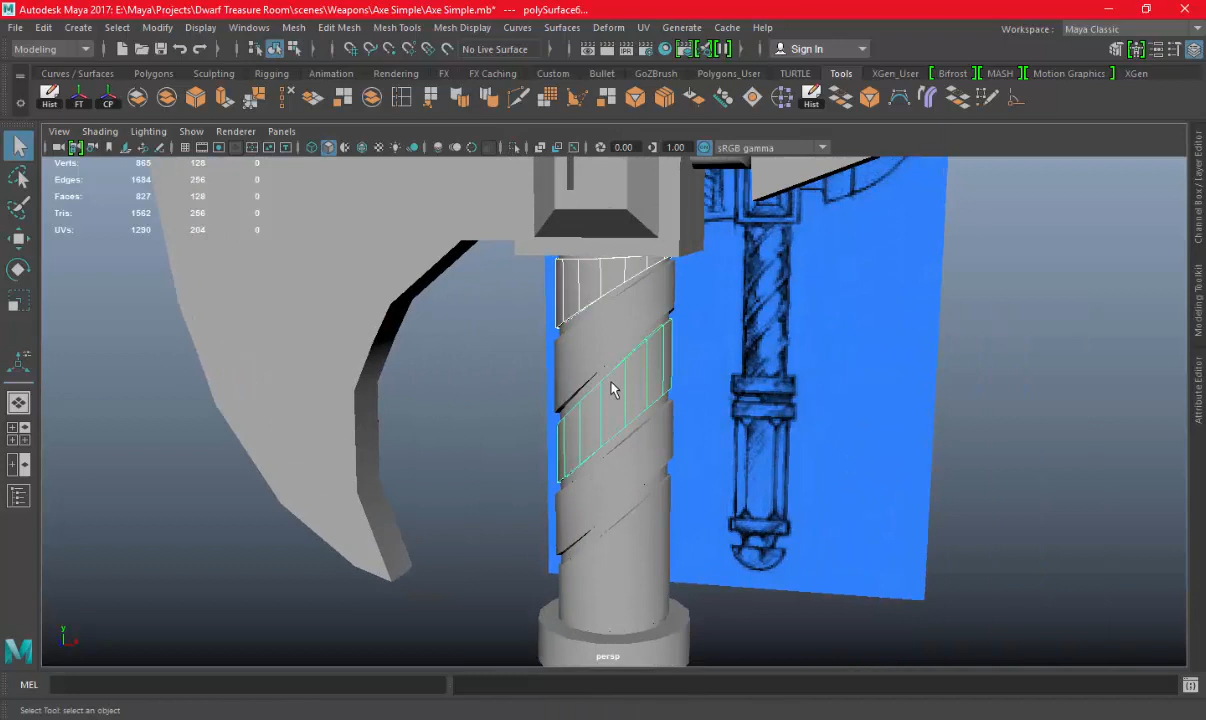 Autodesk Maya 2017: E:\Maya\Projects\Dwarf Treasure Room\scenes\Weapons\Axe Simple\Axe Simple.mb* --- polySurface6...
File Edit Create Select Modify Display Windows Mesh Edit Mesh Mesh Tools Mesh Display Curves Surfaces Deform UV Generate Cache Help
Workspace : Maya Classic
Modeling No Live Surface Sign In
Curves / Surfaces Polygons Sculpting Rigging Animation Rendering FX FX Caching Custom Bullet GoZBrush Polygons_User TURTLE Tools XGen_User Bifrost MASH Motion Graphics XGen
Hist FT CP Hist
View Shading Lighting Show Renderer Panels
0.00 1.00 sRGB gamma
Verts: 865 128 0
Edges: 1684 256 0
Faces: 827 128 0
Tris: 1562 256 0
UVs: 1290 204 0
Channel Box / Layer Editor
Modeling Toolkit
Attribute Editor
y
x
persp
MEL
Select Tool: select an object